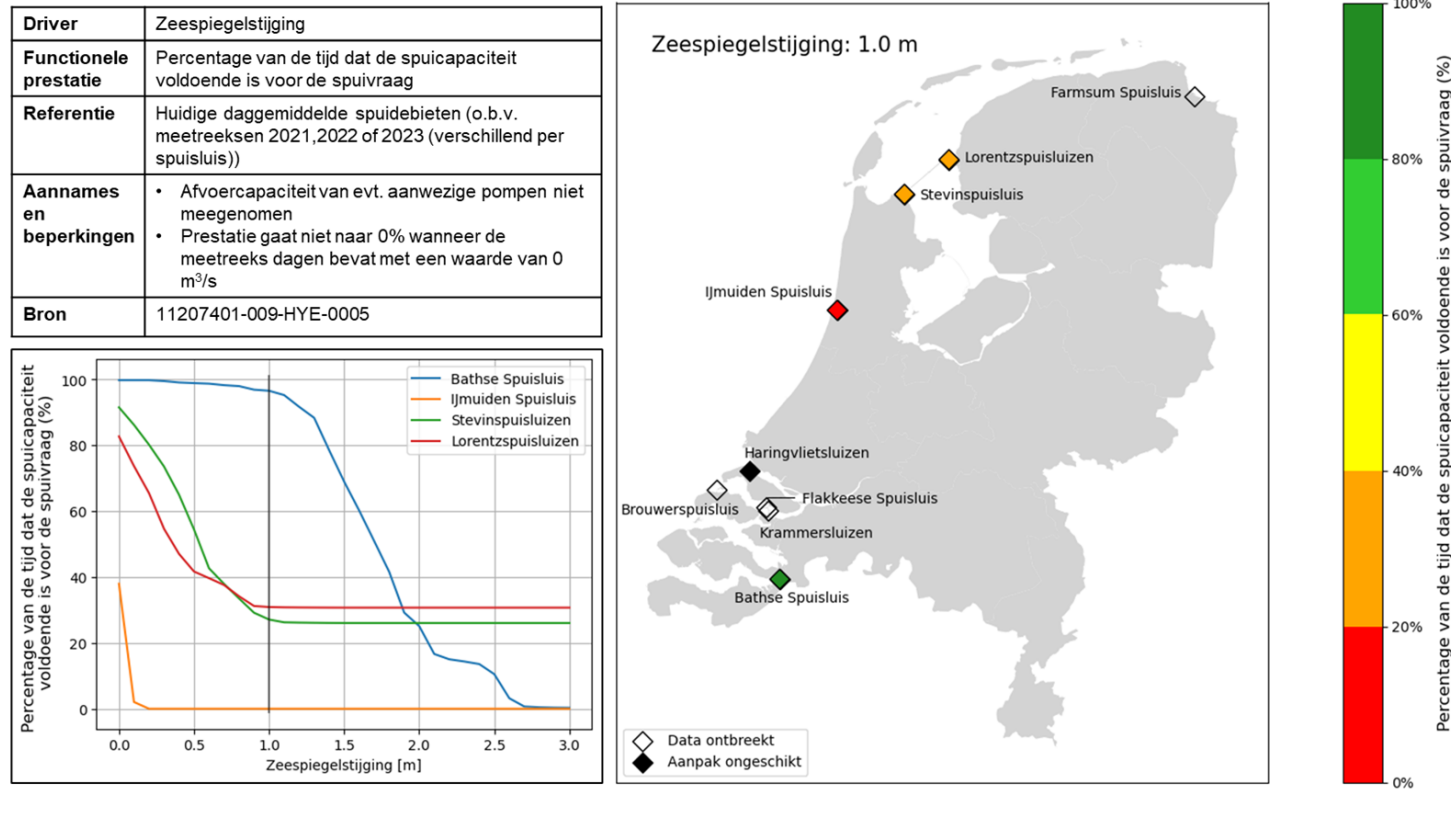 Driver
Zeespiegelstijging
Functionele
prestatie
Percentage van de tijd dat de spuicapaciteit
voldoende is voor de spuivraag
Referentie
Huidige daggemiddelde spuidebieten (o.b.v.
meetreeksen 2021,2022 of 2023 (verschillend per
spuisluis))
Aannames
en
beperkingen
• Afvoercapaciteit van evt. aanwezige pompen niet
meegenomen
• Prestatie gaat niet naar 0% wanneer de
meetreeks dagen bevat met een waarde van 0
m³/s
Bron
11207401-009-HYE-0005
Percentage van de tijd dat de spuicapaciteit
voldoende is voor de spuivraag (%)
100
80
60
40
20
0
0.0 0.5 1.0 1.5 2.0 2.5 3.0
Zeespiegelstijging [m]
Bathse Spuisluis
IJmuiden Spuisluis
Stevinspuisluizen
Lorentzspuisluizen
Zeespiegelstijging: 1.0 m
Farmsum Spuisluis
Lorentzspuisluizen
Stevinspuisluis
IJmuiden Spuisluis
Haringvlietsluizen
Flakkeese Spuisluis
Brouwerspuisluis
Krammersluizen
Bathse Spuisluis
Data ontbreekt
Aanpak ongeschikt
100%
80%
60%
40%
20%
0%
Percentage van de tijd dat de spuicapaciteit voldoende is voor de spuivraag (%)